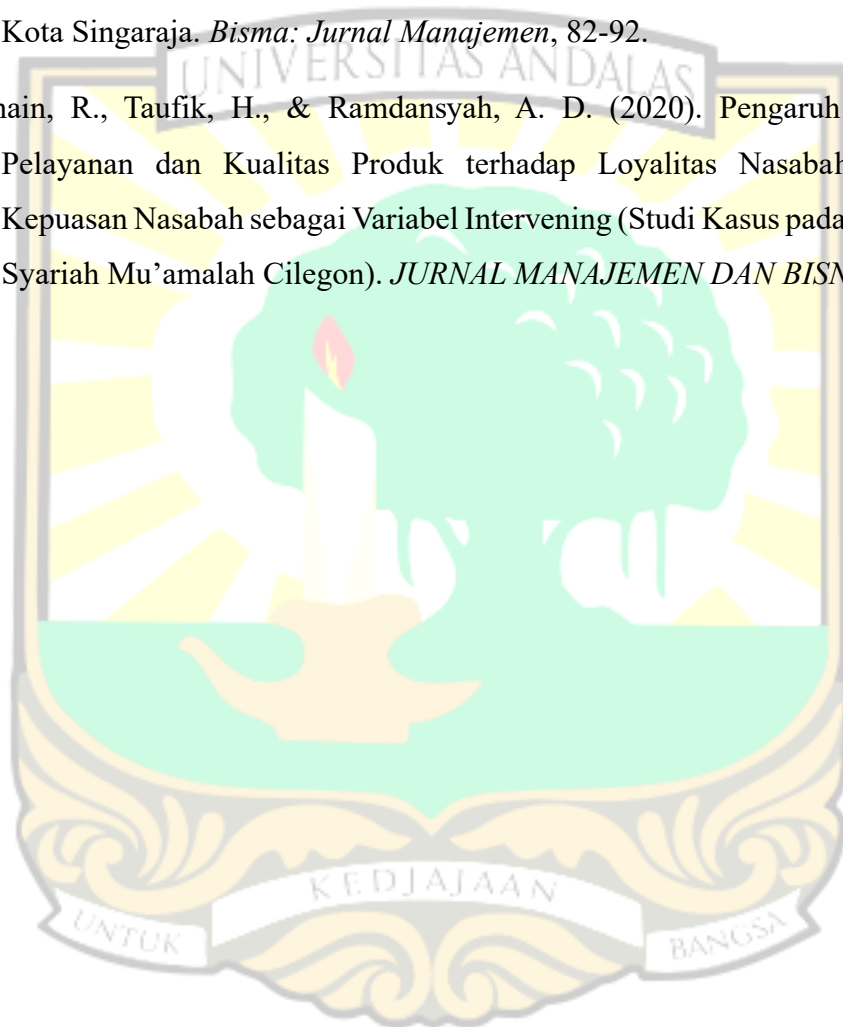 Kota Singaraja. Bisma: Jurnal Manajemen, 82-92.
UNIVERSITAS ANDALAS
nain, R., Taufik, H., & Ramdansyah, A. D. (2020). Pengaruh
Pelayanan dan Kualitas Produk terhadap Loyalitas Nasabah
Kepuasan Nasabah sebagai Variabel Intervening (Studi Kasus pada
Syariah Mu’amalah Cilegon). JURNAL MANAJEMEN DAN BISN
UNTUK KEDJAJAAN BANGSA